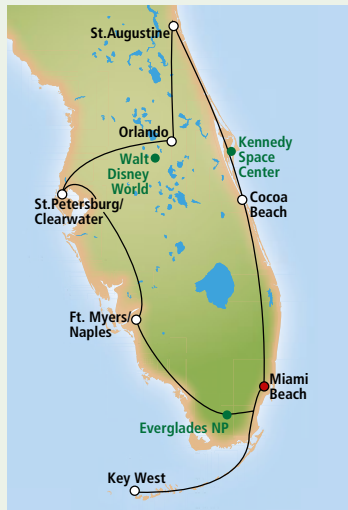 St.Augustine
Orlando
Walt
Disney
World
Kennedy
Space
Center
St.Petersburg/
Clearwater
Cocoa
Beach
Ft. Myers/
Naples
Miami
Beach
Everglades NP
Key West